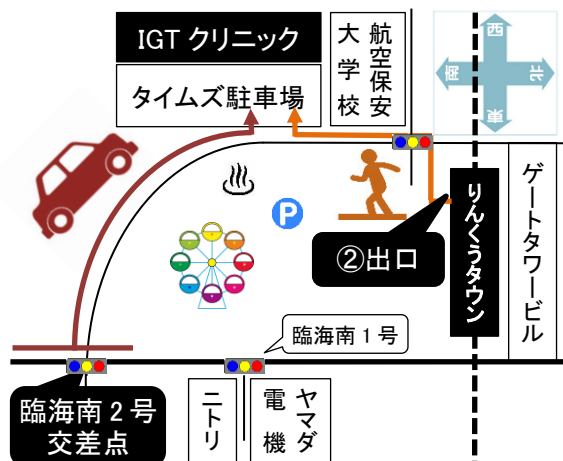 IGT クリニック
タイムズ駐車場
航空保安
大学校
西
南
北
東
P
②出口
りんくうタウン
ゲートタワービル
臨海南1号
臨海南2号
交差点
ニトリ
ヤマダ
電機